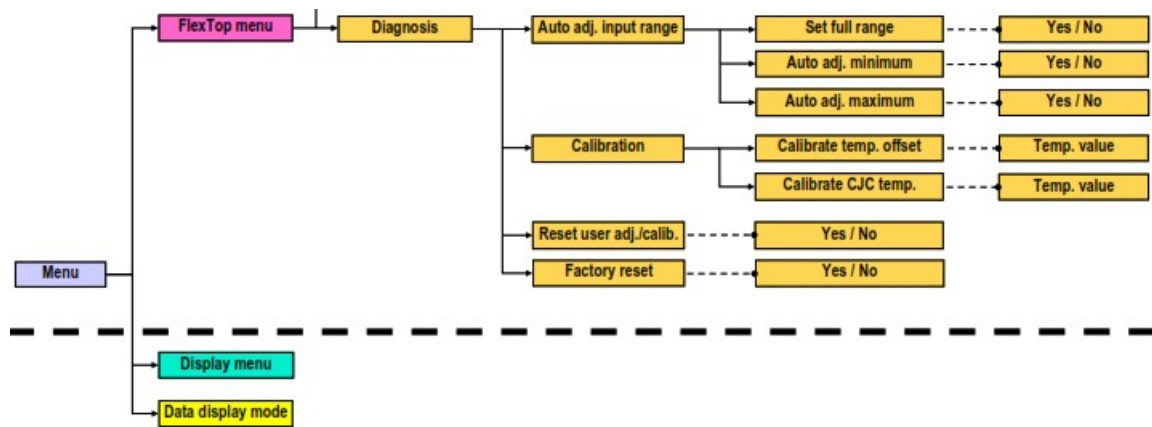 FlexTop menu
Diagnosis
Auto adj. input range
Set full range
Yes / No
Auto adj. minimum
Yes / No
Auto adj. maximum
Yes / No
Calibration
Calibrate temp. offset
Temp. value
Calibrate CJC temp.
Temp. value
Reset user adj./calib.
Yes / No
Menu
Factory reset
Yes / No
Display menu
Data display mode